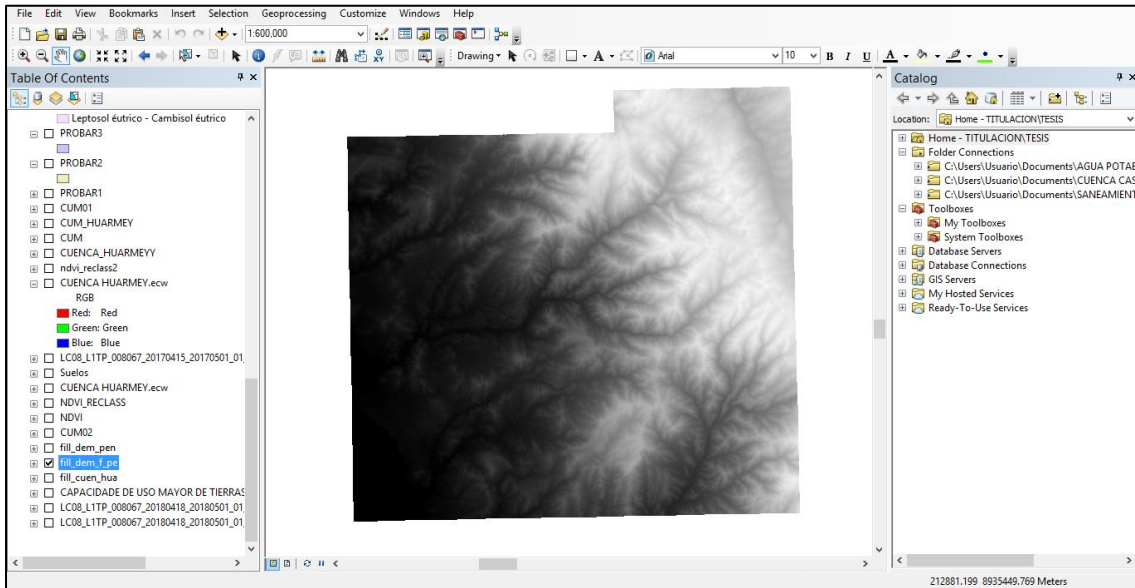 File Edit View Bookmarks Insert Selection Geoprocessing Customize Windows Help
1:600,000
Drawing A Arial 10 B I U A
Table Of Contents
Leptosol éutrico - Cambisol éutrico
PROBAR3
PROBAR2
PROBAR1
CUM01
CUM_HUARMEY
CUM
CUENCA_HUARMEYY
ndvi_reclass2
CUENCA HUARMEY.ecw
RGB
Red: Red
Green: Green
Blue: Blue
LC08_L1TP_008067_20170415_20170501_01_
Suelos
CUENCA HUARMEY.ecw
NDVI_RECLASS
NDVI
CUM02
fill_dem_pen
fill_dem_f_pe
fill_cuen_hua
CAPACIDADE DE USO MAYOR DE TIERRAS
LC08_L1TP_008067_20180418_20180501_01_
LC08_L1TP_008067_20180418_20180501_01_
Catalog
Location: Home - TITULACION\TESIS
Home - TITULACION\TESIS
Folder Connections
C:\Users\Usuario\Documents\AGUA POTAB
C:\Users\Usuario\Documents\CUENCA CAS
C:\Users\Usuario\Documents\SANEAMIENT
Toolboxes
My Toolboxes
System Toolboxes
Database Servers
Database Connections
GIS Servers
My Hosted Services
Ready-To-Use Services
212881.199 8935449.769 Meters